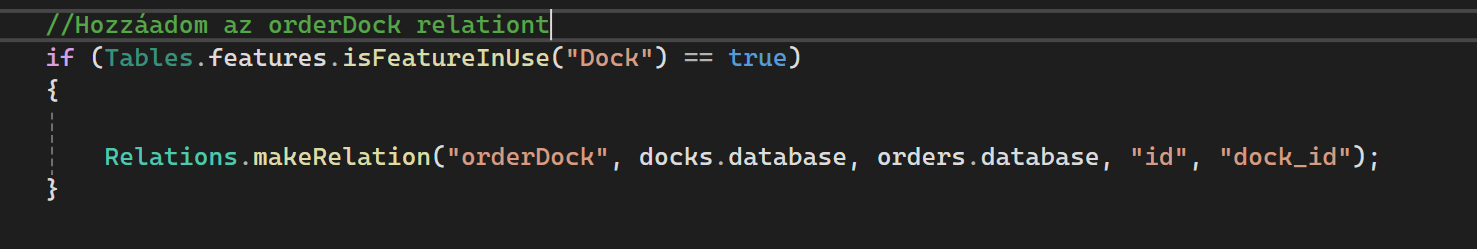 //Hozzáadom az orderDock relationt
if (Tables.features.isFeatureInUse("Dock") == true)
{
Relations.makeRelation("orderDock", docks.database, orders.database, "id", "dock_id");
}